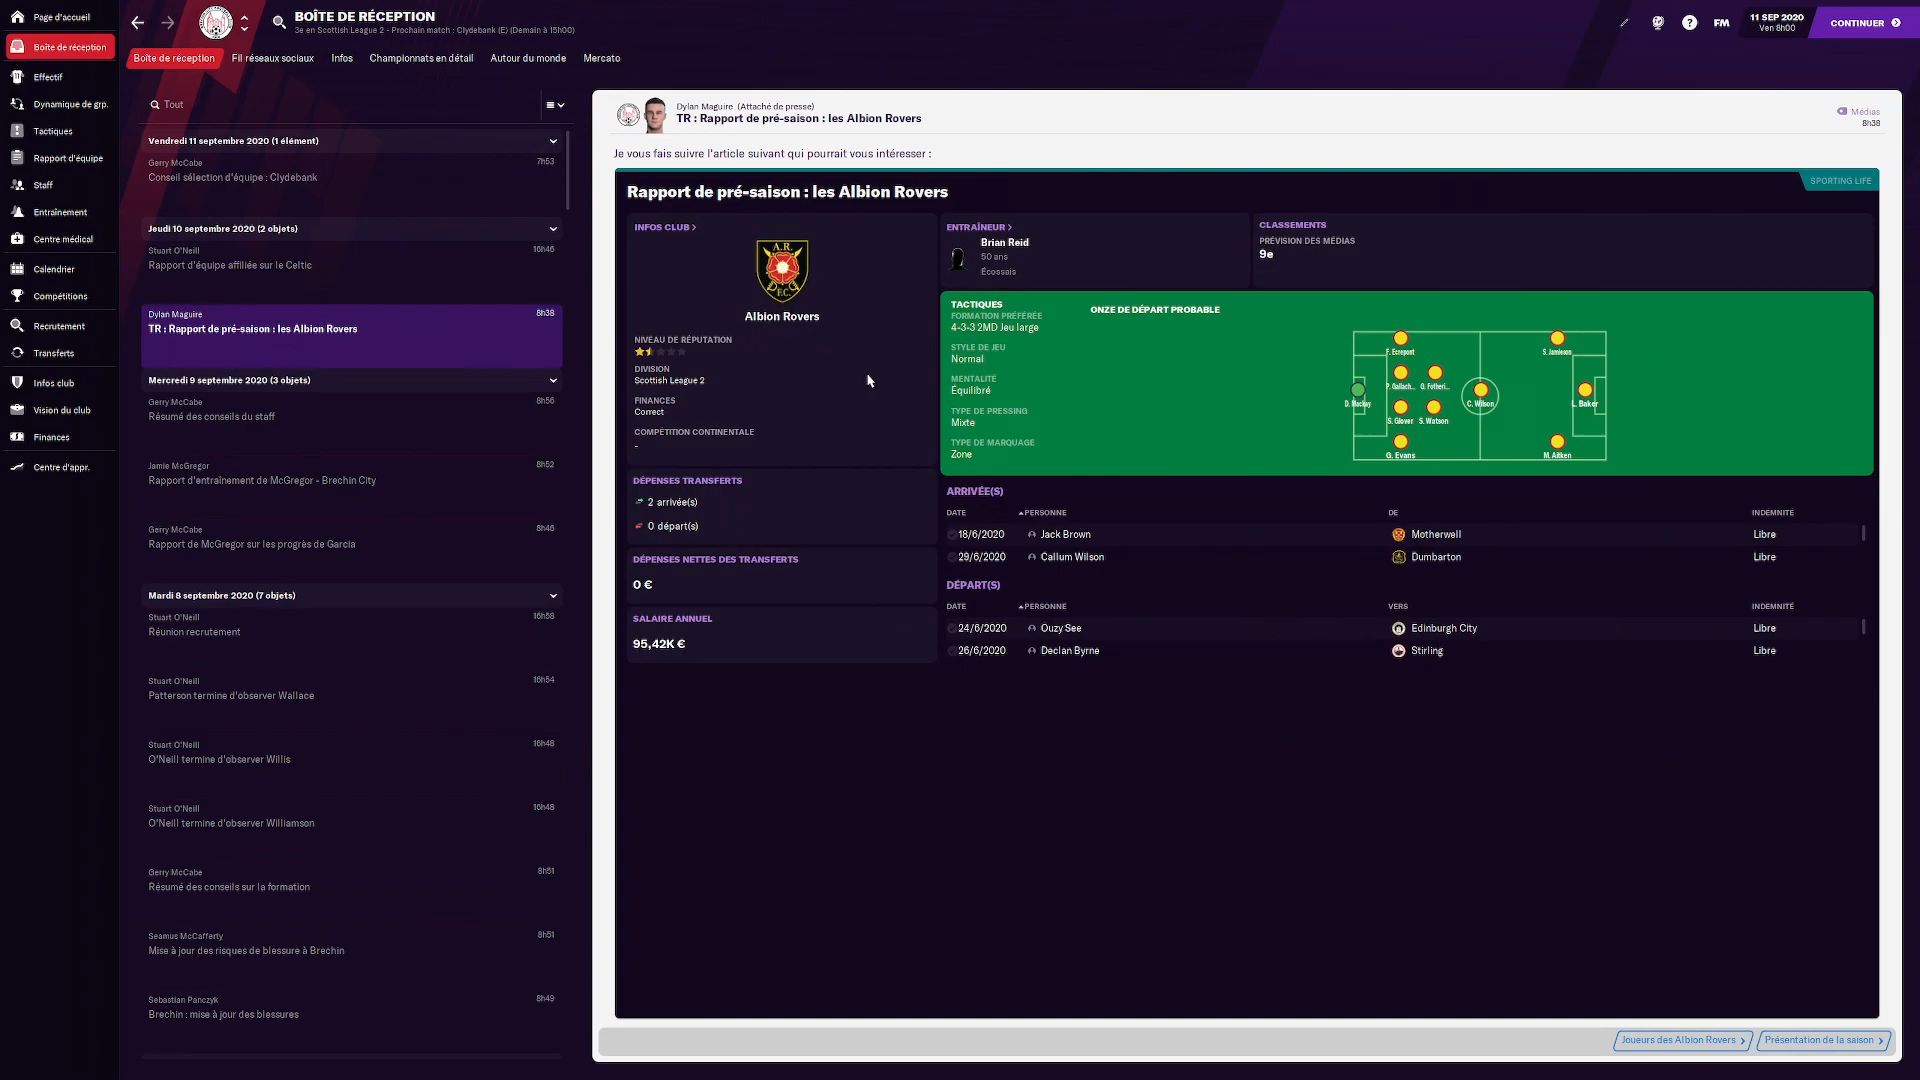 Page d'accueil
Boîte de réception
Effectif
Dynamique de grp.
Tactiques
Rapport d'équipe
Staff
Entraînement
Centre médical
Calendrier
Compétitions
Recrutement
Transferts
Infos club
Vision du club
Finances
Centre d'appr.
BOÎTE DE RÉCEPTION
3e en Scottish League 2 - Prochain match : Clydebank (E) (Demain à 15h00)
FM
11 SEP 2020
Ven 8h00
CONTINUER
Boîte de réception
Fil réseaux sociaux
Infos
Championnats en détail
Autour du monde
Mercato
Tout
Vendredi 11 septembre 2020 (1 élément)
Gerry McCabe 7h53
Conseil sélection d'équipe : Clydebank
Jeudi 10 septembre 2020 (2 objets)
Stuart O'Neill 16h46
Rapport d'équipe affiliée sur le Celtic
Dylan Maguire 8h38
TR : Rapport de pré-saison : les Albion Rovers
Mercredi 9 septembre 2020 (3 objets)
Gerry McCabe 8h56
Résumé des conseils du staff
Jamie McGregor 8h52
Rapport d'entraînement de McGregor - Brechin City
Gerry McCabe 8h46
Rapport de McGregor sur les progrès de Garcia
Mardi 8 septembre 2020 (7 objets)
Stuart O'Neill 16h58
Réunion recrutement
Stuart O'Neill 16h54
Patterson termine d'observer Wallace
Stuart O'Neill 16h48
O'Neill termine d'observer Willis
Stuart O'Neill 16h48
O'Neill termine d'observer Williamson
Gerry McCabe 8h51
Résumé des conseils sur la formation
Seamus McCafferty 8h51
Mise à jour des risques de blessure à Brechin
Sebastian Panczyk 8h49
Brechin : mise à jour des blessures
Dylan Maguire (Attaché de presse)
TR : Rapport de pré-saison : les Albion Rovers
Médias
8h38
Je vous fais suivre l'article suivant qui pourrait vous intéresser :
SPORTING LIFE
Rapport de pré-saison : les Albion Rovers
INFOS CLUB >
A.R.
F.C.
Albion Rovers
NIVEAU DE RÉPUTATION
DIVISION
Scottish League 2
FINANCES
Correct
COMPÉTITION CONTINENTALE
-
DÉPENSES TRANSFERTS
2 arrivée(s)
0 départ(s)
DÉPENSES NETTES DES TRANSFERTS
0 €
SALAIRE ANNUEL
95,42K €
ENTRAÎNEUR >
Brian Reid
50 ans
Écossais
CLASSEMENTS
PRÉVISION DES MÉDIAS
9e
TACTIQUES
FORMATION PRÉFÉRÉE
4-3-3 2MD Jeu large
STYLE DE JEU
Normal
MENTALITÉ
Équilibré
TYPE DE PRESSING
Mixte
TYPE DE MARQUAGE
Zone
ONZE DE DÉPART PROBABLE
F. Ecrepont
S. Jamieson
P. Gallach...
G. Fotheri...
D. Mackay
C. Wilson
L. Baker
S. Glover
S. Watson
G. Evans
M. Aitken
ARRIVÉE(S)
DATE PERSONNE DE INDEMNITÉ
18/6/2020 Jack Brown Motherwell Libre
29/6/2020 Callum Wilson Dumbarton Libre
DÉPART(S)
DATE PERSONNE VERS INDEMNITÉ
24/6/2020 Ouzy See Edinburgh City Libre
26/6/2020 Declan Byrne Stirling Libre
Joueurs des Albion Rovers >
Présentation de la saison >